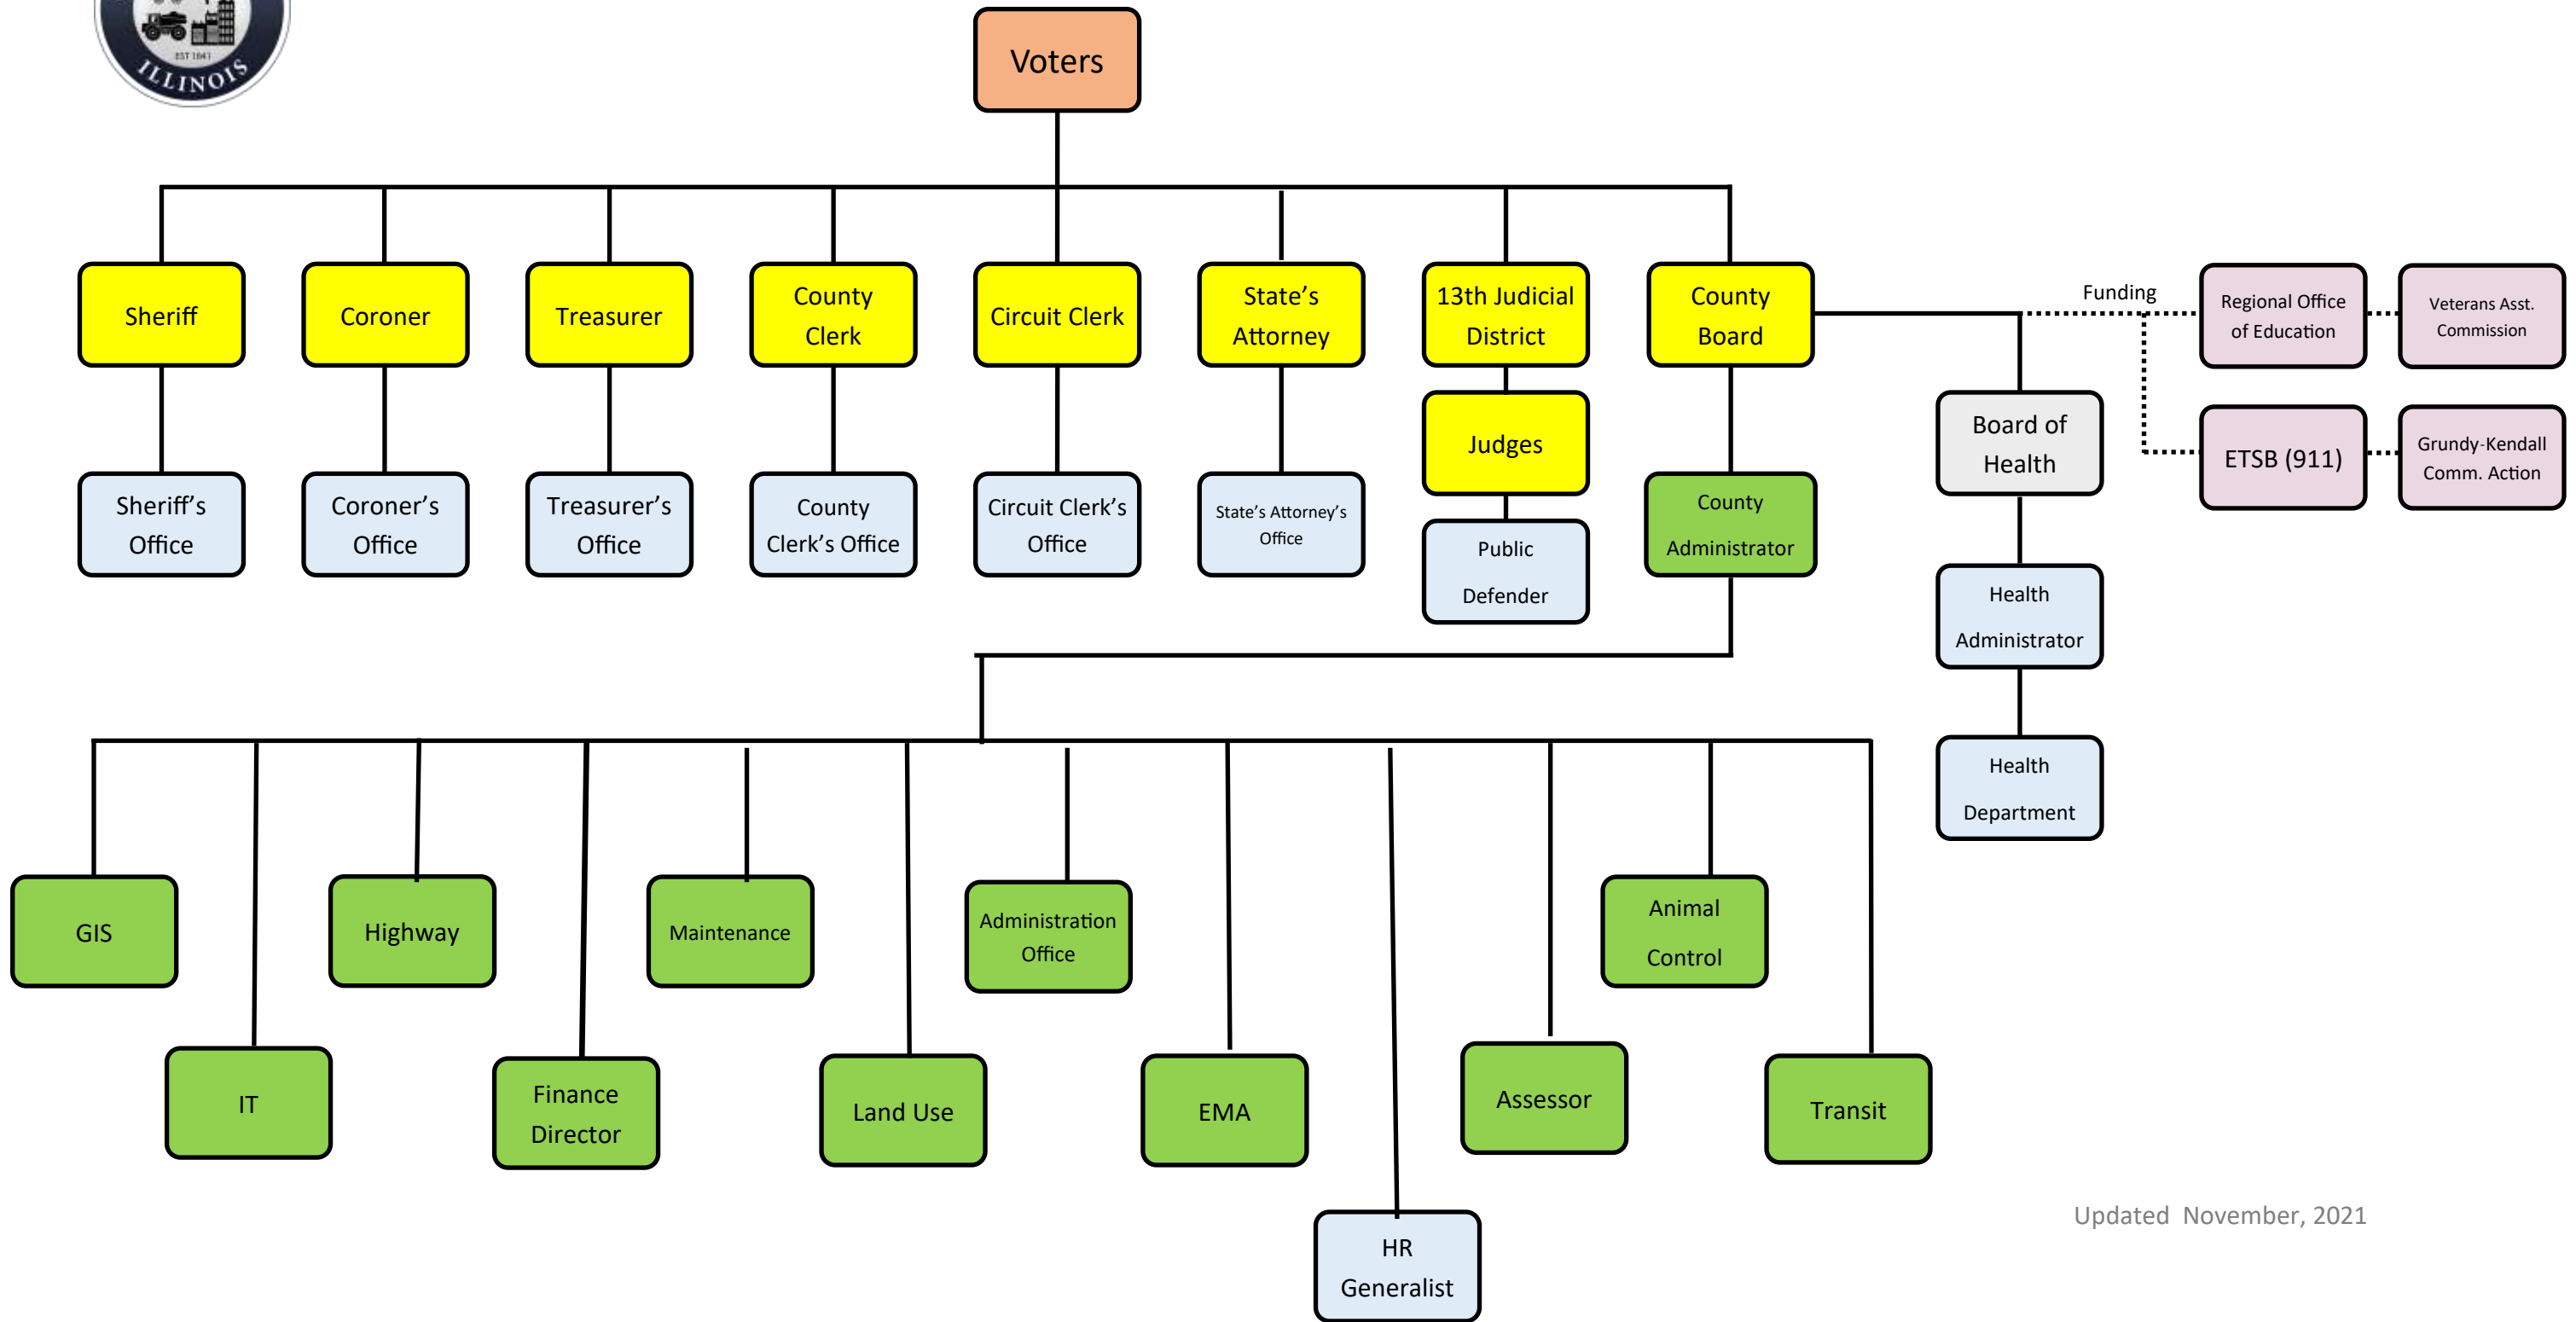 EST 1841
ILLINOIS
Voters
Sheriff
Coroner
Treasurer
County
Clerk
Circuit Clerk
State’s
Attorney
13th Judicial
District
County
Board
Funding
Regional Office
of Education
Veterans Asst.
Commission
Judges
Board of
Health
ETSB (911)
Grundy-Kendall
Comm. Action
Sheriff’s
Office
Coroner’s
Office
Treasurer’s
Office
County
Clerk’s Office
Circuit Clerk’s
Office
State’s Attorney’s
Office
Public
Defender
County
Administrator
Health
Administrator
Health
Department
GIS
Highway
Maintenance
Administration
Office
Animal
Control
IT
Finance
Director
Land Use
EMA
Assessor
Transit
HR
Generalist
Updated  November, 2021